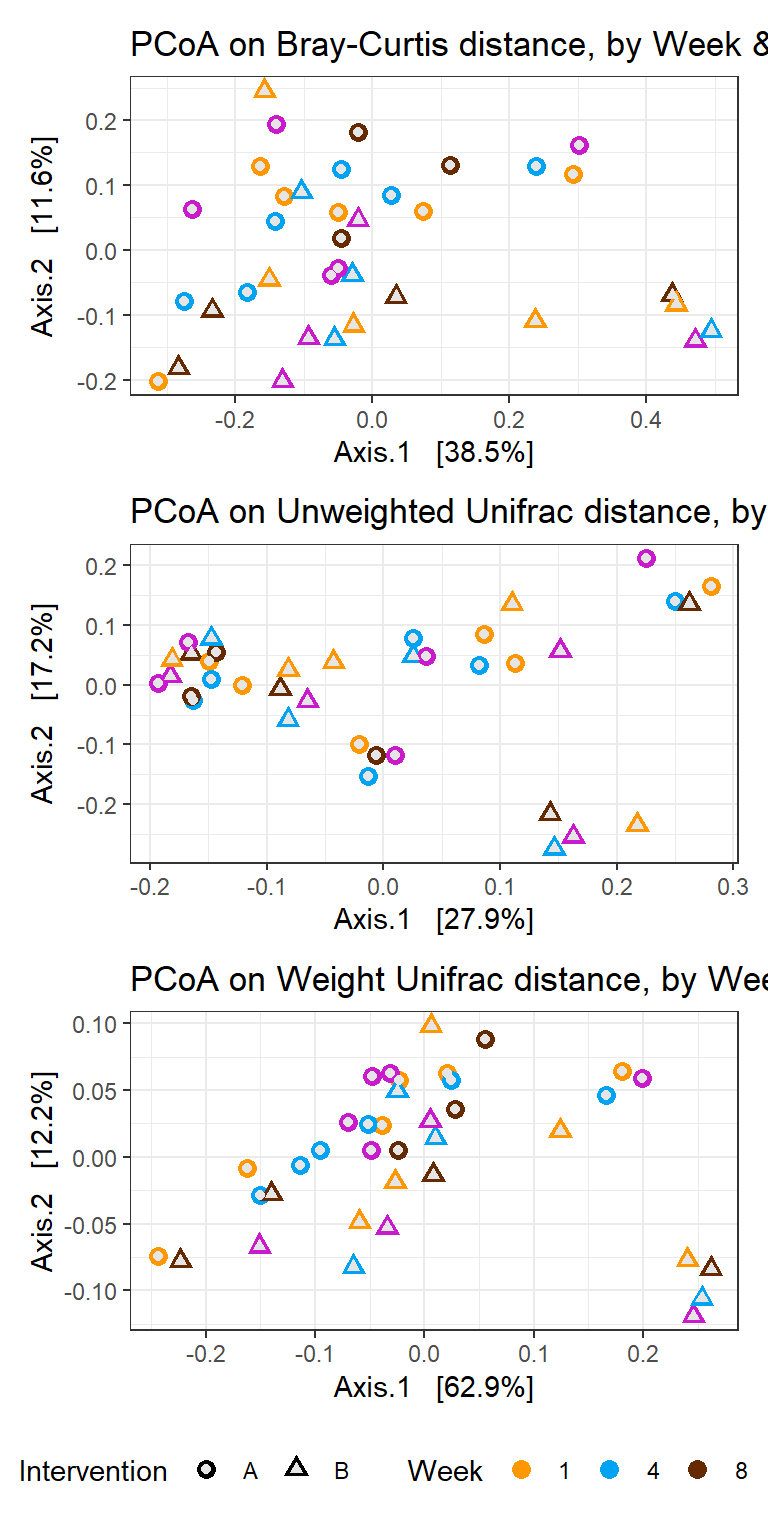 PCoA on Bray-Curtis distance, by Week &
0.2
0.1
0.0
-0.1
-0.2
Axis.2 [11.6%]
-0.2 0.0 0.2 0.4
Axis.1 [38.5%]
PCoA on Unweighted Unifrac distance, by
0.2
0.1
0.0
-0.1
-0.2
Axis.2 [17.2%]
-0.2 -0.1 0.0 0.1 0.2 0.3
Axis.1 [27.9%]
PCoA on Weight Unifrac distance, by Wee
0.10
0.05
0.00
-0.05
-0.10
Axis.2 [12.2%]
-0.2 -0.1 0.0 0.1 0.2
Axis.1 [62.9%]
Intervention A B Week 1 4 8